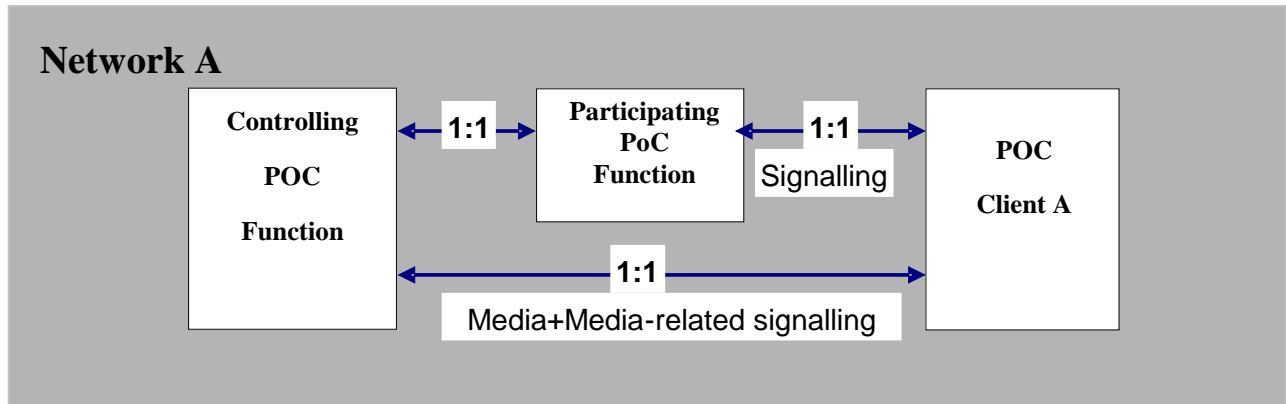 Network A
Controlling
POC
Function
1:1
Participating
PoC
Function
1:1
Signalling
POC
Client A
1:1
Media+Media-related signalling